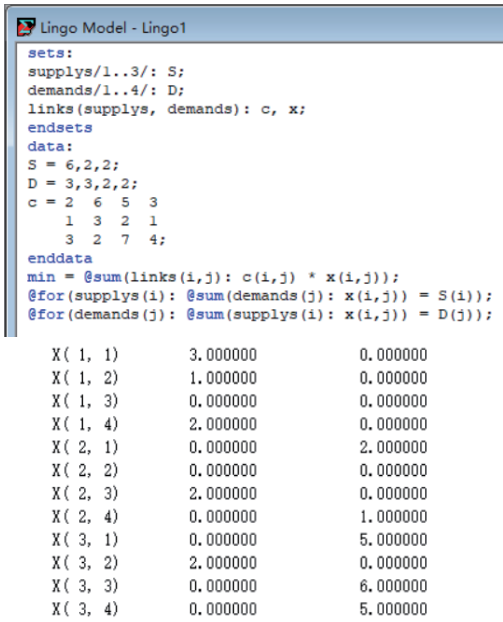 Lingo Model - Lingo1
sets:
supplys/1..3/: S;
demands/1..4/: D;
links(supplys, demands): c, x;
endsets
data:
S = 6,2,2;
D = 3,3,2,2;
c = 2 6 5 3
1 3 2 1
3 2 7 4;
enddata
min = @sum(links(i,j): c(i,j) * x(i,j));
@for(supplys(i): @sum(demands(j): x(i,j)) = S(i));
@for(demands(j): @sum(supplys(i): x(i,j)) = D(j));
X( 1, 1) 3.000000 0.000000
X( 1, 2) 1.000000 0.000000
X( 1, 3) 0.000000 0.000000
X( 1, 4) 2.000000 0.000000
X( 2, 1) 0.000000 2.000000
X( 2, 2) 0.000000 0.000000
X( 2, 3) 2.000000 0.000000
X( 2, 4) 0.000000 1.000000
X( 3, 1) 0.000000 5.000000
X( 3, 2) 2.000000 0.000000
X( 3, 3) 0.000000 6.000000
X( 3, 4) 0.000000 5.000000